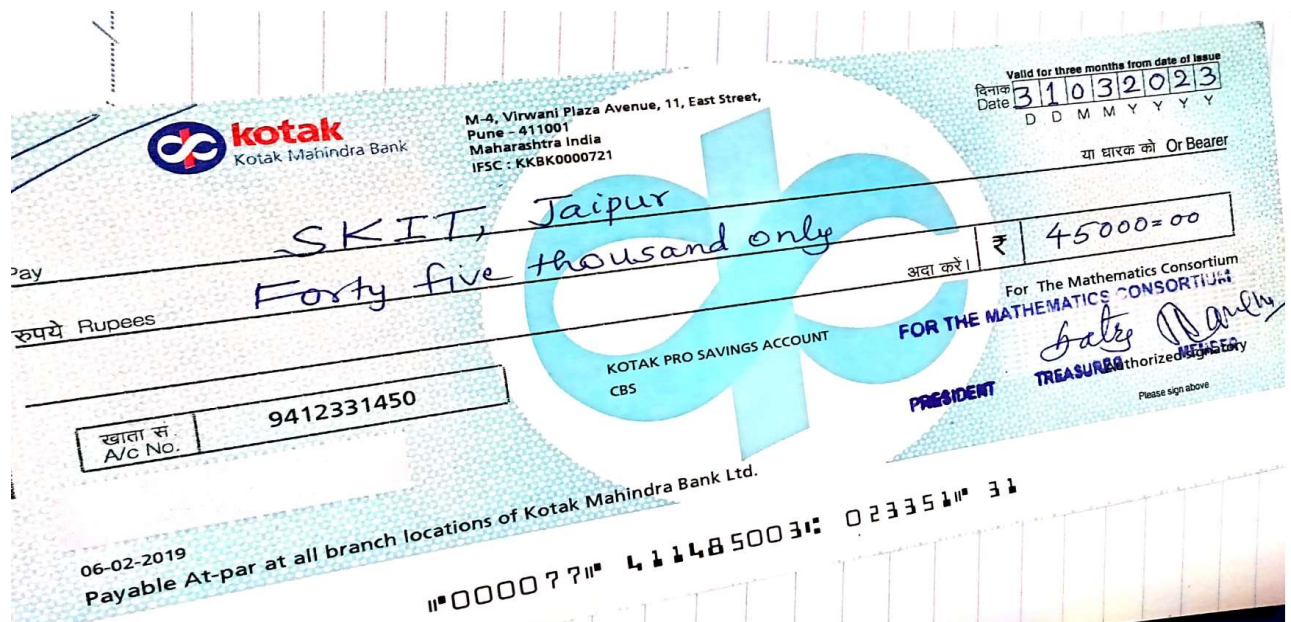 Valid for three months from date of issue
दिनांक
Date 31032023
D D M M Y Y Y Y
kotak
Kotak Mahindra Bank
M-4, Virwani Plaza Avenue, 11, East Street,
Pune - 411001
Maharashtra India
IFSC : KKBK0000721
या धारक को Or Bearer
Pay SKIT, Jaipur
रुपये Rupees Forty five thousand only
अदा करें। ₹ 45000=00
For The Mathematics Consortium
FOR THE MATHEMATICS CONSORTIUM
KOTAK PRO SAVINGS ACCOUNT
CBS
PRESIDENT TREASURER MEMBER
Authorized Signatory
Please sign above
खाता सं.
A/c No. 9412331450
06-02-2019
Payable At-par at all branch locations of Kotak Mahindra Bank Ltd.
⑈000077⑈ 411485003⑆ 023351⑈ 31